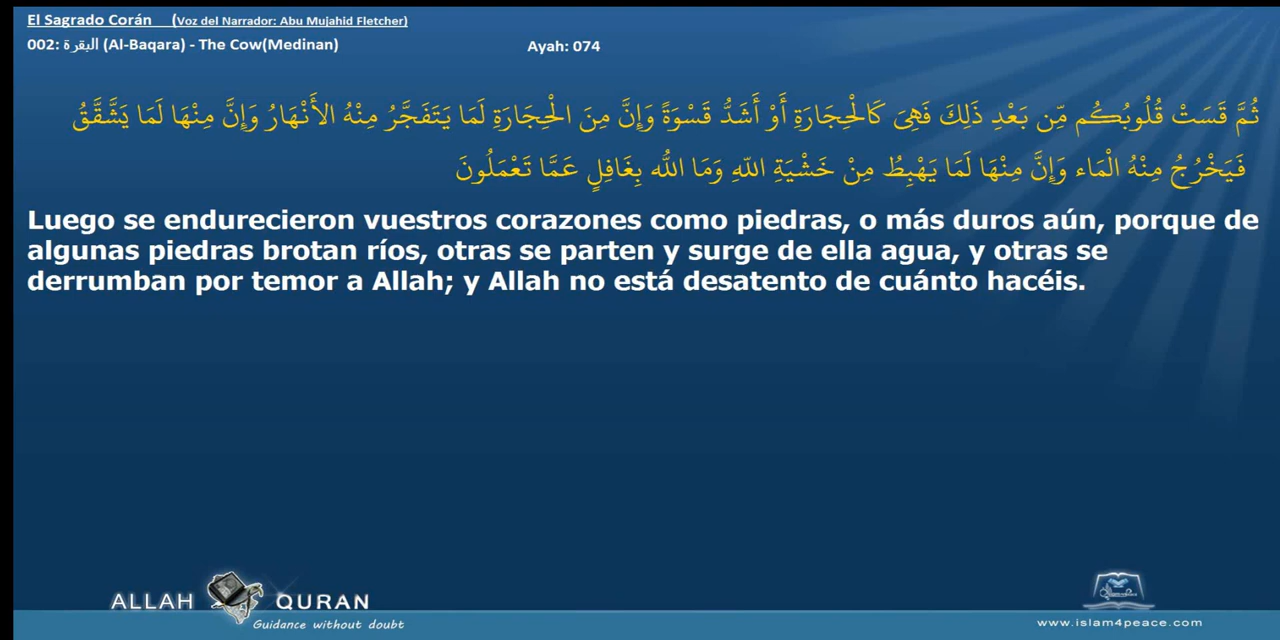 El Sagrado Corán (Voz del Narrador: Abu Mujahid Fletcher)
002: البقرة (Al-Baqara) - The Cow(Medinan) Ayah: 074
ثُمَّ قَسَتْ قُلُوبُكُم مِّن بَعْدِ ذَلِكَ فَهِىَ كَالْحِجَارَةِ أَوْ أَشَدُّ قَسْوَةً وَإِنَّ مِنَ الْحِجَارَةِ لَمَا يَتَفَجَّرُ مِنْهُ الأَنْهَارُ وَإِنَّ مِنْهَا لَمَا يَشَّقَّقُ
فَيَخْرُجُ مِنْهُ الْمَاء وَإِنَّ مِنْهَا لَمَا يَهْبِطُ مِنْ خَشْيَةِ اللّهِ وَمَا اللّه بِغَافِلٍ عَمَّا تَعْمَلُونَ
Luego se endurecieron vuestros corazones como piedras, o más duros aún, porque de
algunas piedras brotan ríos, otras se parten y surge de ella agua, y otras se
derrumban por temor a Allah; y Allah no está desatento de cuánto hacéis.
ALLAH QURAN
Guidance without doubt
www.islam4peace.com